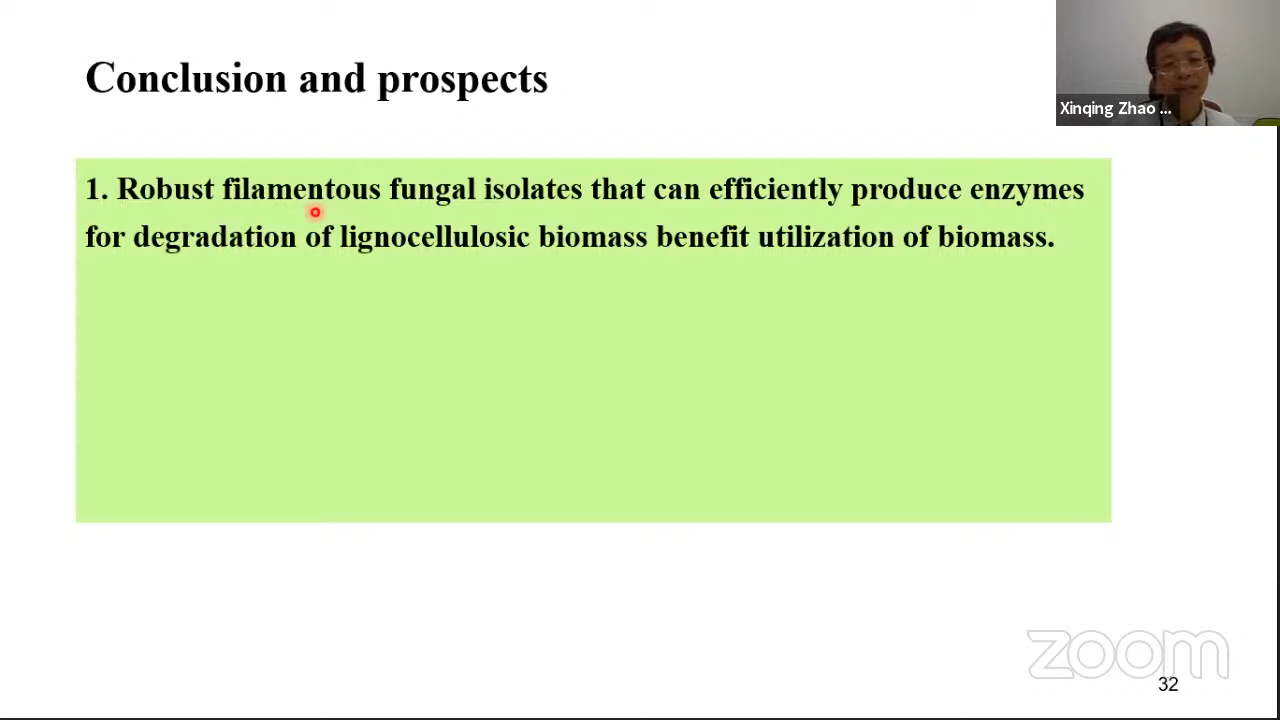 Conclusion and prospects
Xinqing Zhao ...
1. Robust filamentous fungal isolates that can efficiently produce enzymes
for degradation of lignocellulosic biomass benefit utilization of biomass.
zoom
32